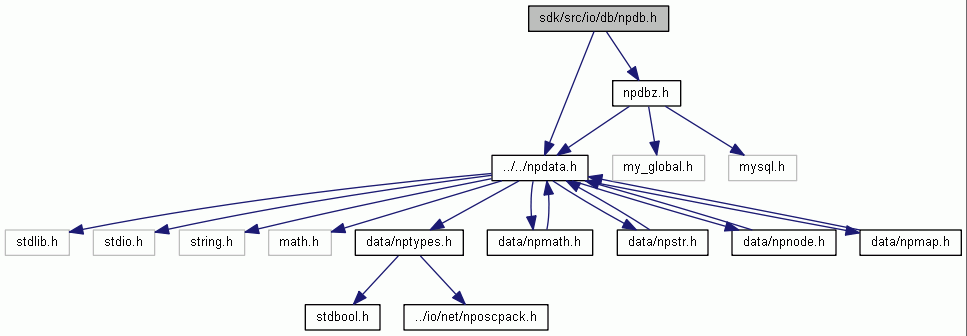 sdk/src/io/db/npdb.h
npdbz.h
../../npdata.h
my_global.h
mysql.h
stdlib.h
stdio.h
string.h
math.h
data/nptypes.h
data/npmath.h
data/npstr.h
data/npnode.h
data/npmap.h
stdbool.h
../io/net/nposcpack.h